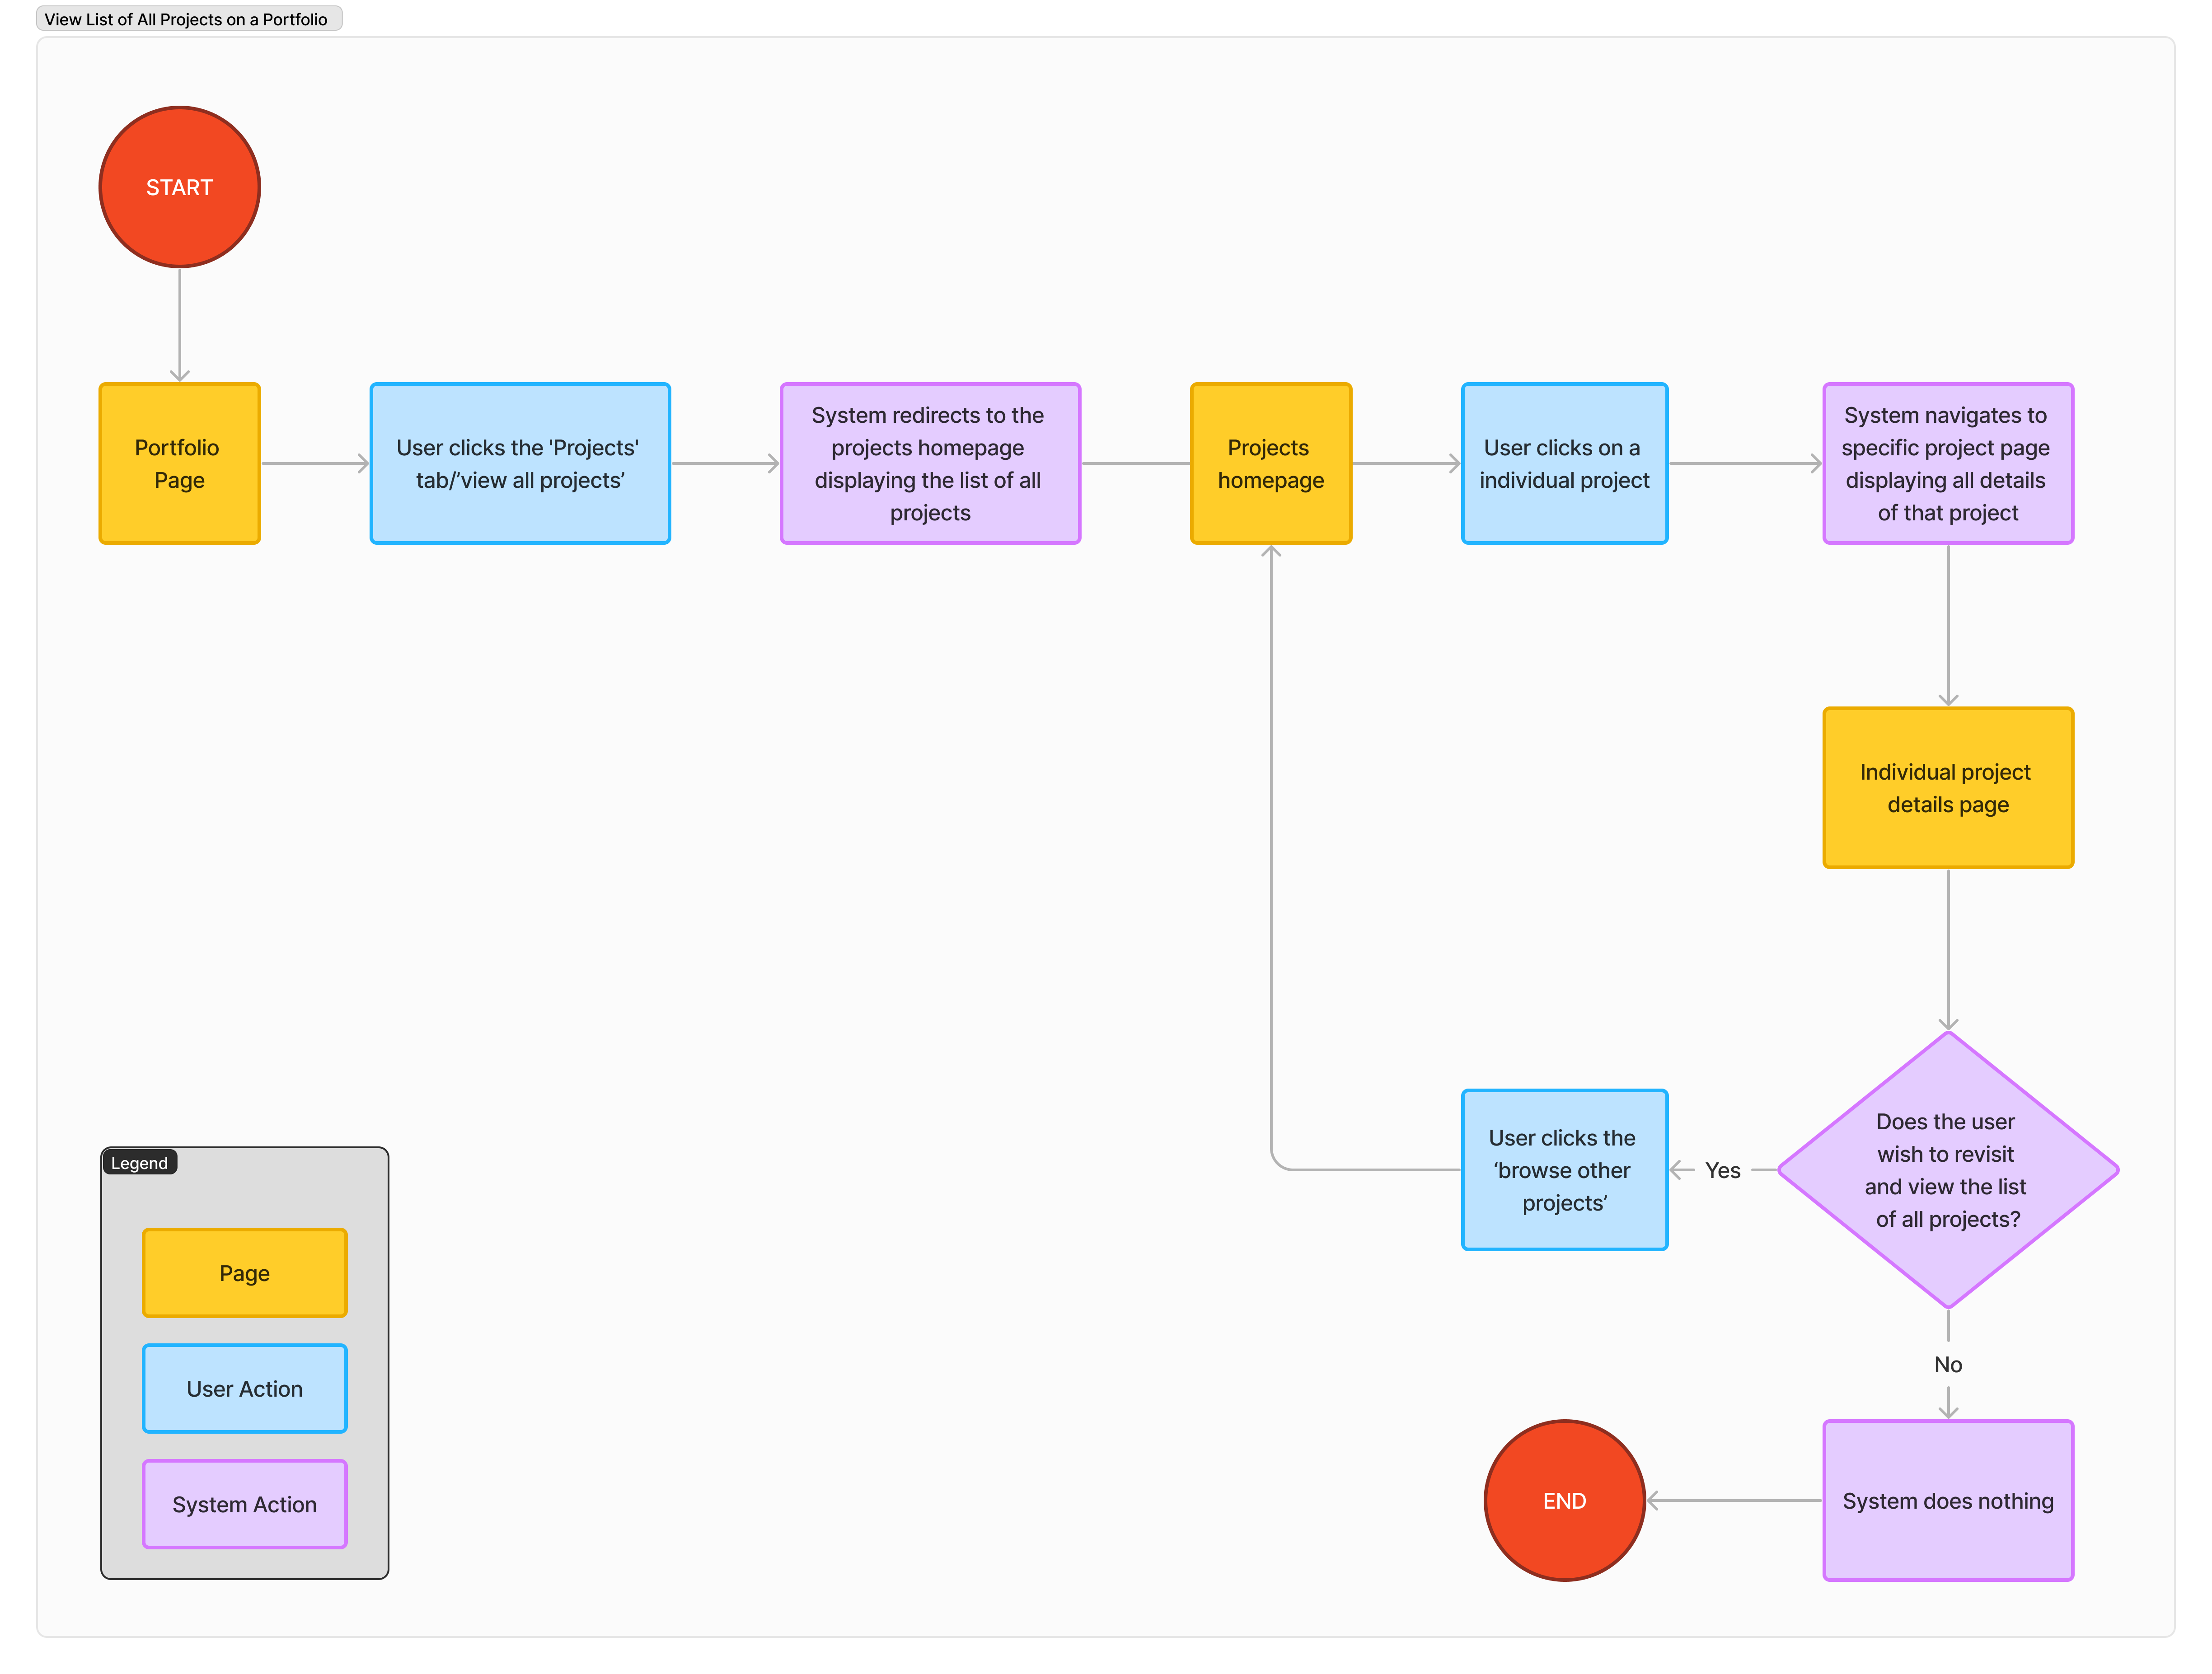 View List of All Projects on a Portfolio
START
Portfolio
Page
User clicks the 'Projects'
tab/’view all projects’
System redirects to the
projects homepage
displaying the list of all
projects
Projects
homepage
User clicks on a
individual project
System navigates to
specific project page
displaying all details
of that project
Individual project
details page
Does the user
wish to revisit
and view the list
of all projects?
Yes
User clicks the
‘browse other
projects’
No
System does nothing
END
Legend
Page
User Action
System Action